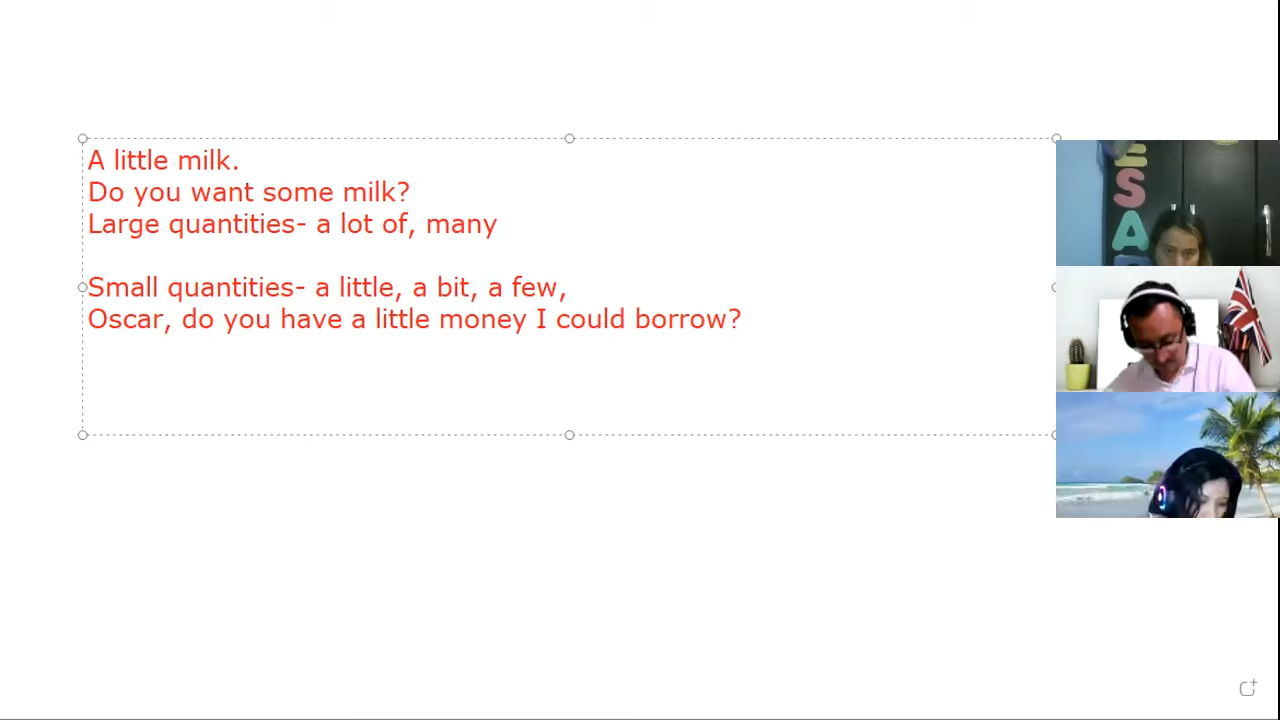 A little milk.
Do you want some milk?
Large quantities- a lot of, many
Small quantities- a little, a bit, a few,
Oscar, do you have a little money I could borrow?
E
S
A